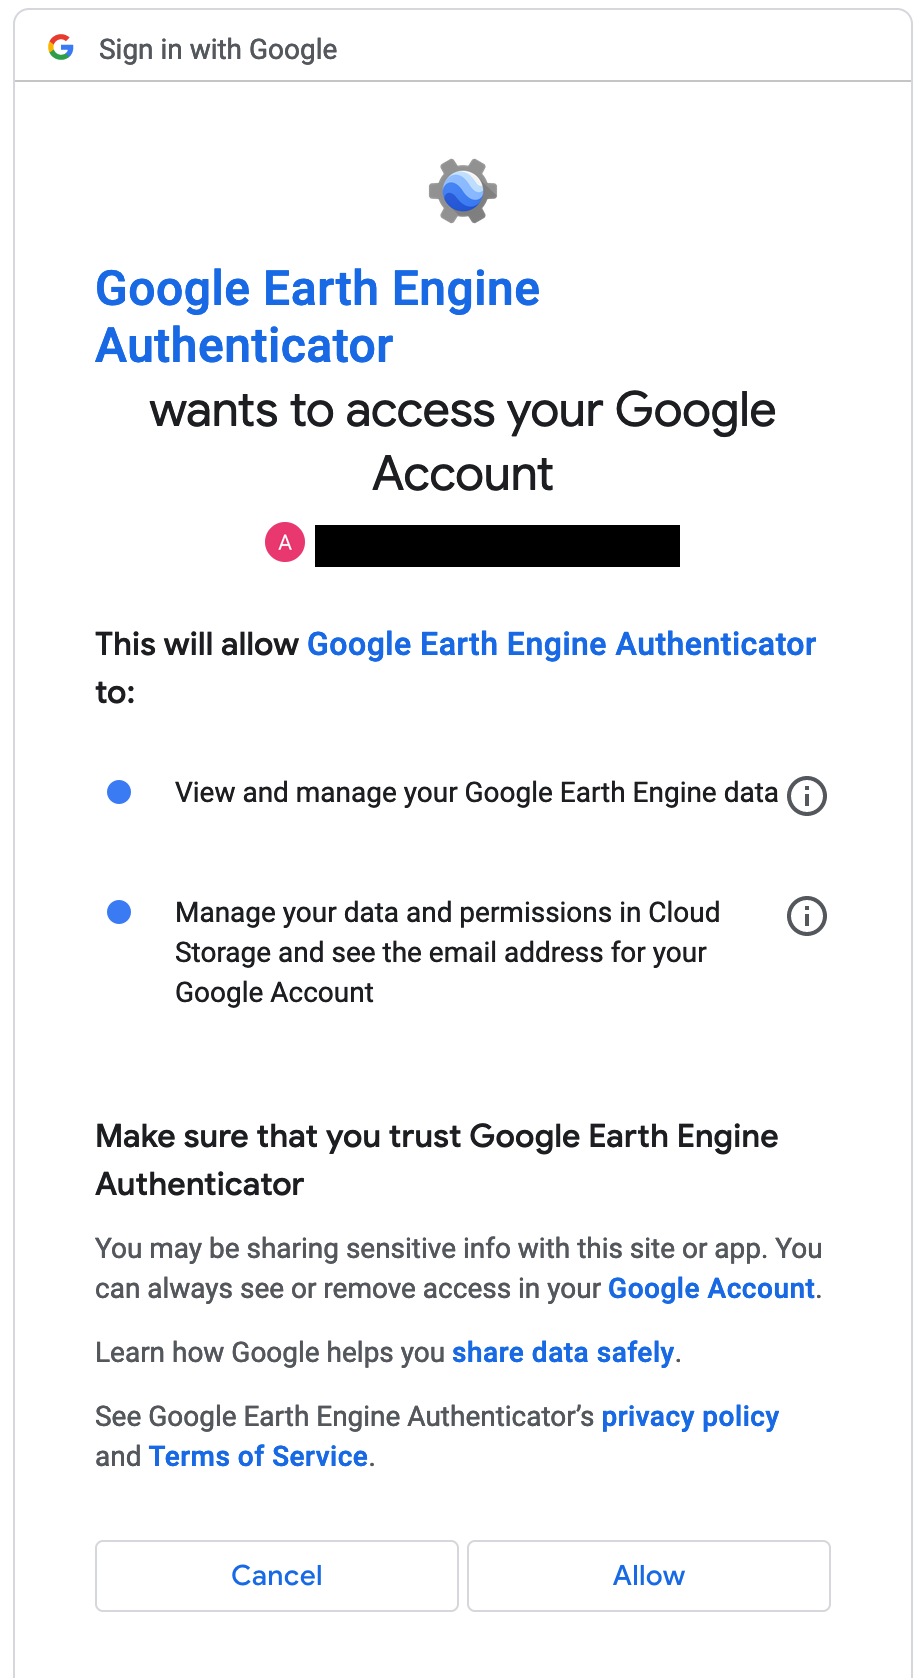 Sign in with Google
Google Earth Engine
Authenticator
wants to access your Google
Account
A
This will allow Google Earth Engine Authenticator
to:
View and manage your Google Earth Engine data
Manage your data and permissions in Cloud
Storage and see the email address for your
Google Account
Make sure that you trust Google Earth Engine
Authenticator
You may be sharing sensitive info with this site or app. You
can always see or remove access in your Google Account.
Learn how Google helps you share data safely.
See Google Earth Engine Authenticator’s privacy policy
and Terms of Service.
Cancel
Allow